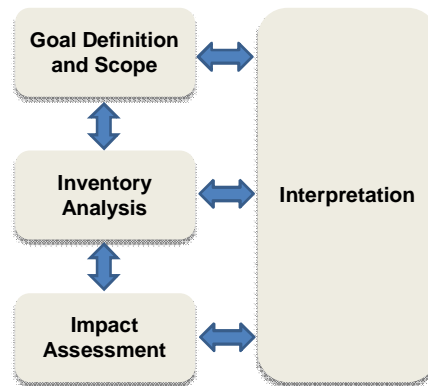 Goal Definition
and Scope
Inventory
Analysis
Interpretation
Impact
Assessment